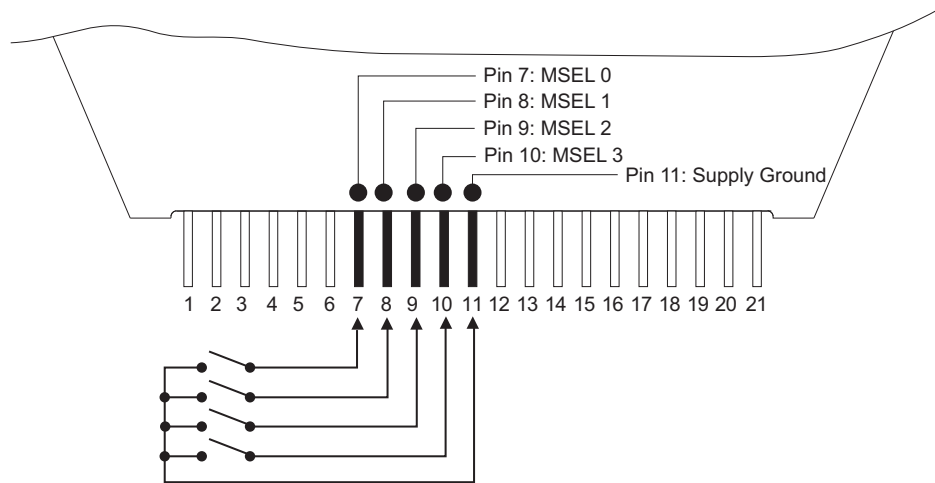 Pin 7: MSEL 0
Pin 8: MSEL 1
Pin 9: MSEL 2
Pin 10: MSEL 3
Pin 11: Supply Ground
1 2 3 4 5 6 7 8 9 10 11 12 13 14 15 16 17 18 19 20 21